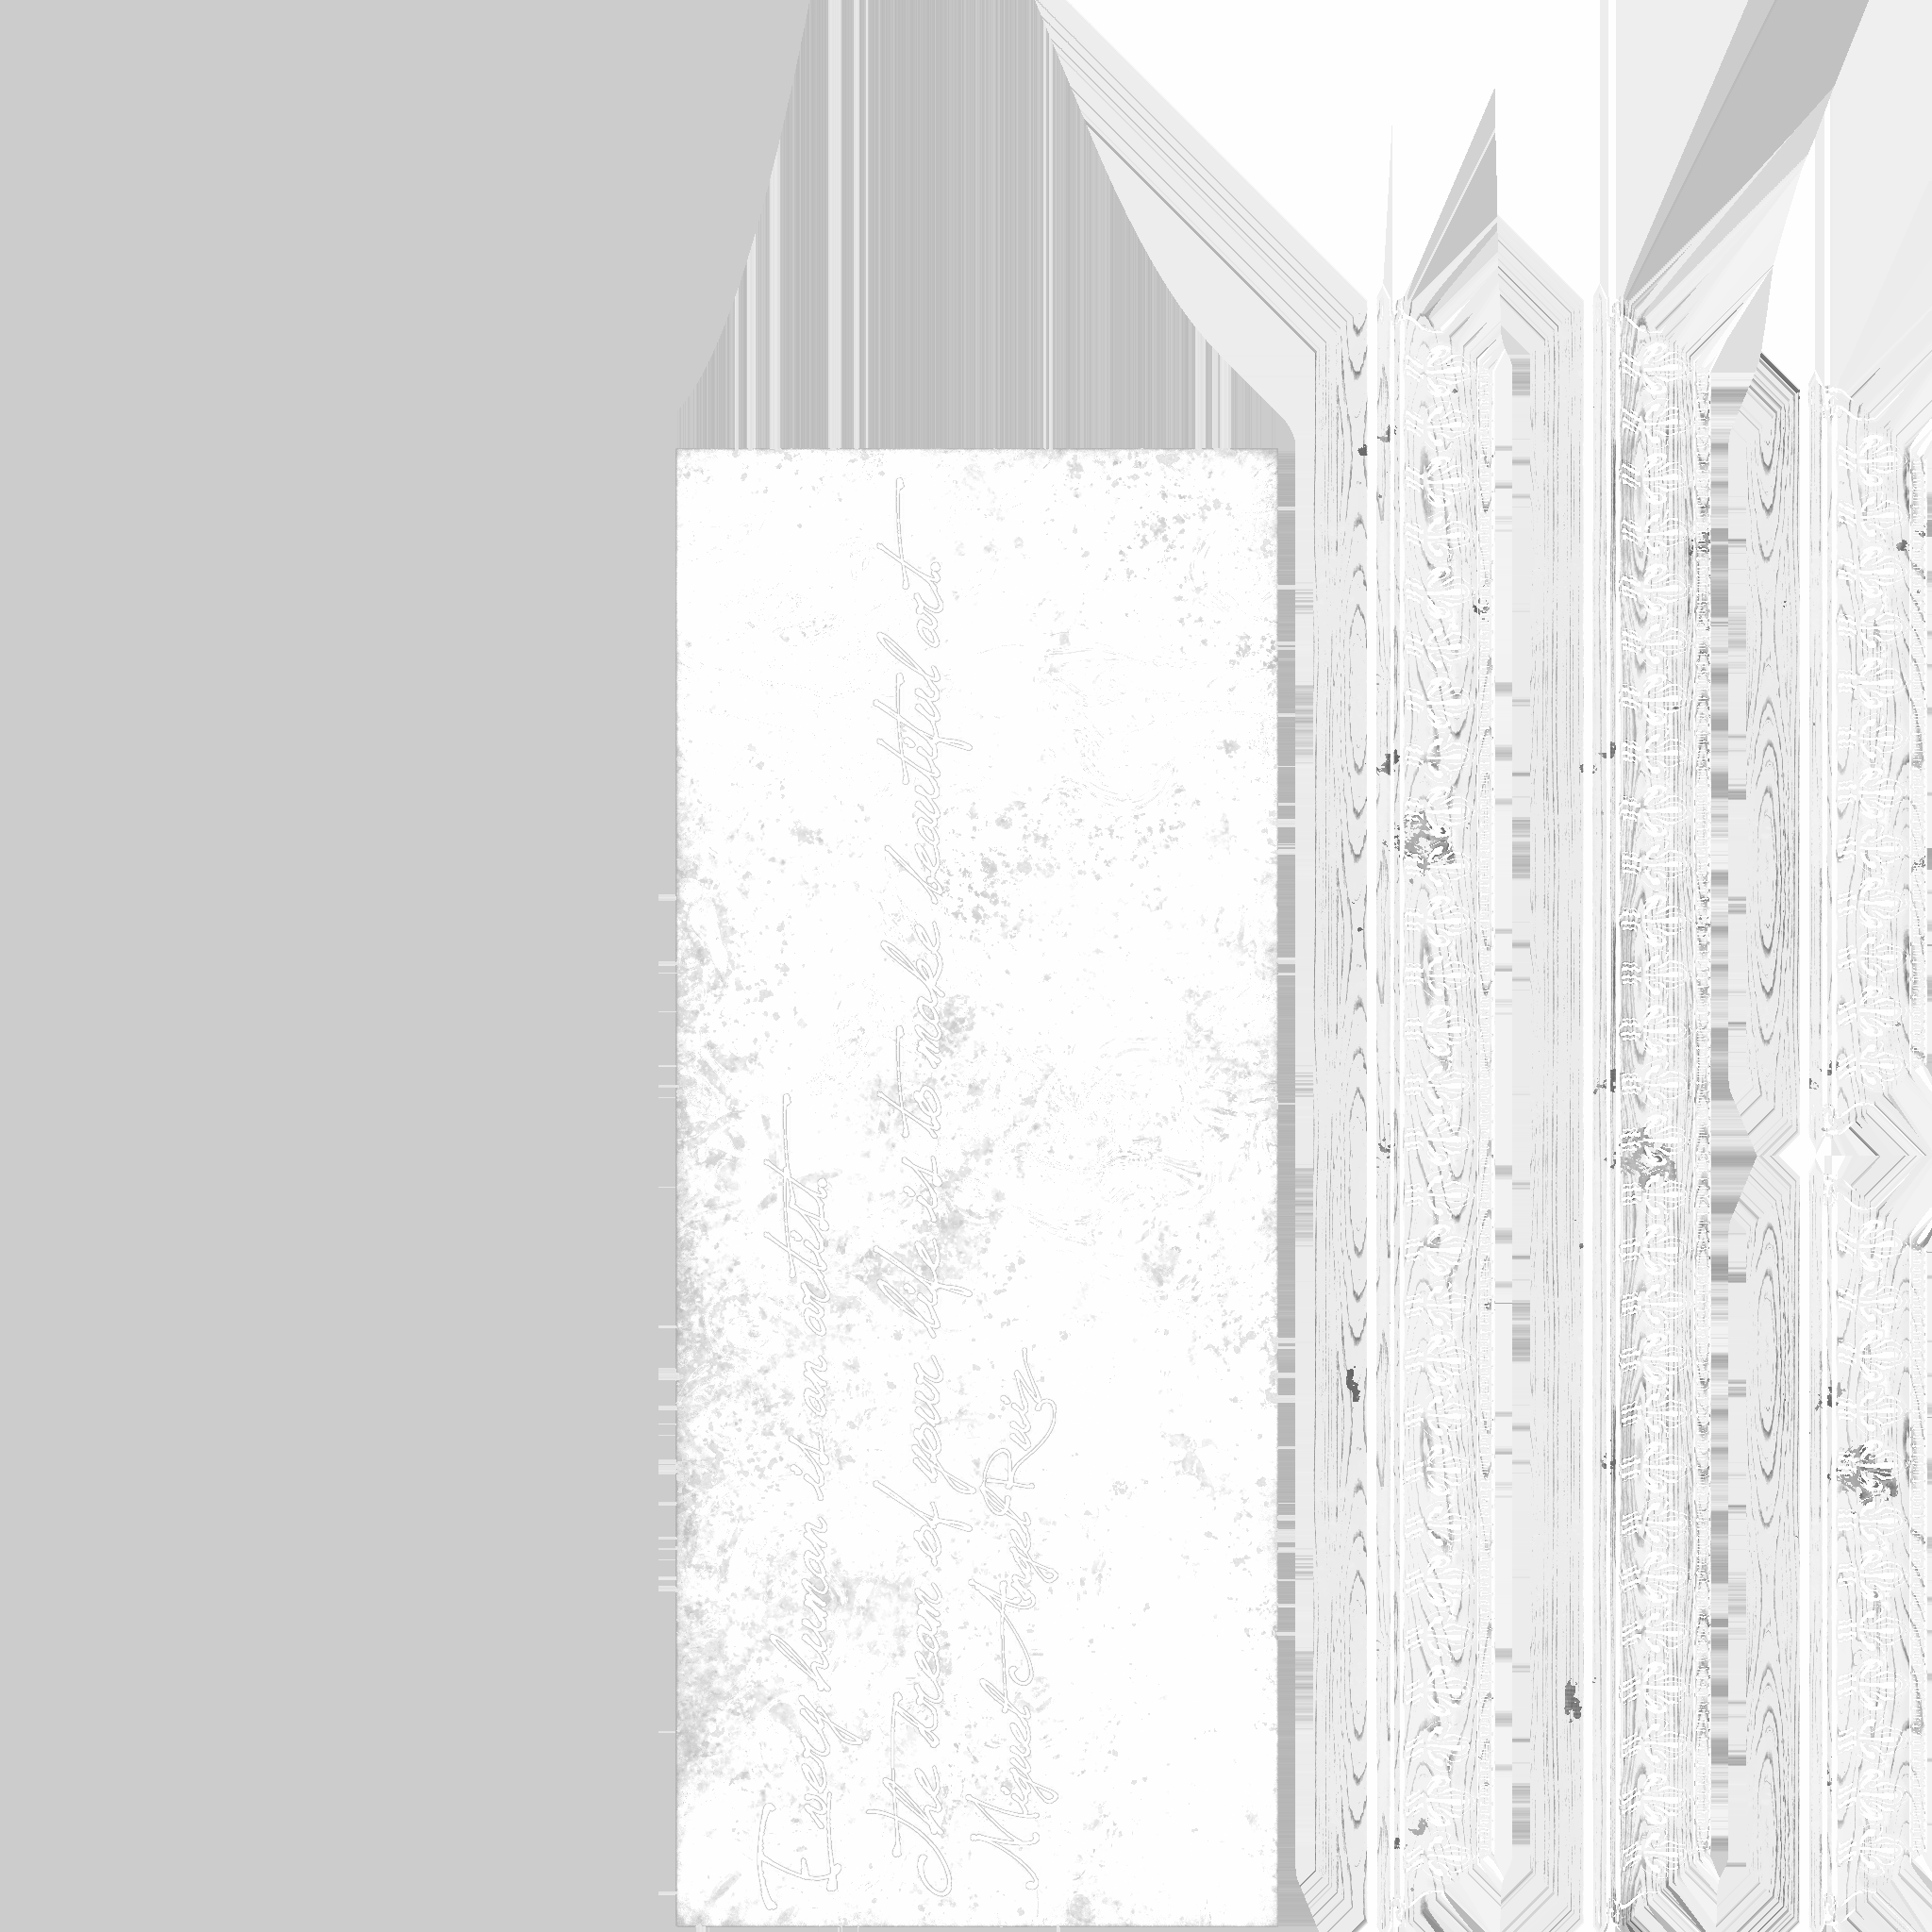 Every human is an artist.
The dream of your life is to make beautiful art.
Miguel Angel Ruiz